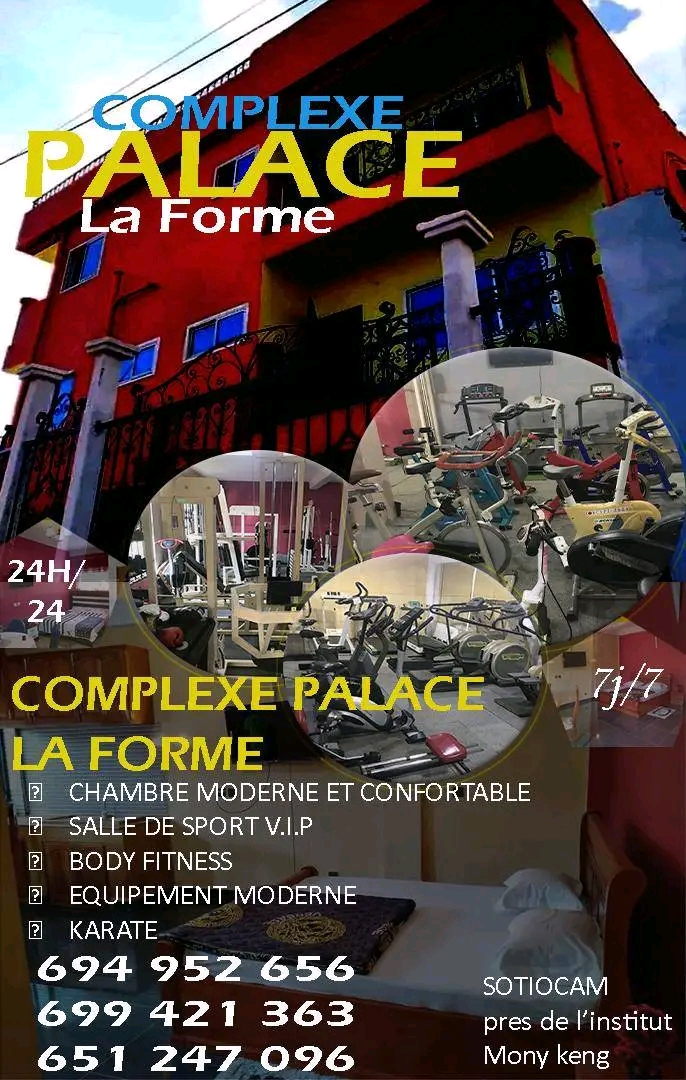 COMPLEXE
PALACE
La Forme
24H/
24
7j/7
COMPLEXE PALACE
LA FORME
CHAMBRE MODERNE ET CONFORTABLE
SALLE DE SPORT V.I.P
BODY FITNESS
EQUIPEMENT MODERNE
KARATE
694 952 656
699 421 363
651 247 096
SOTIOCAM
pres de l'institut
Mony keng